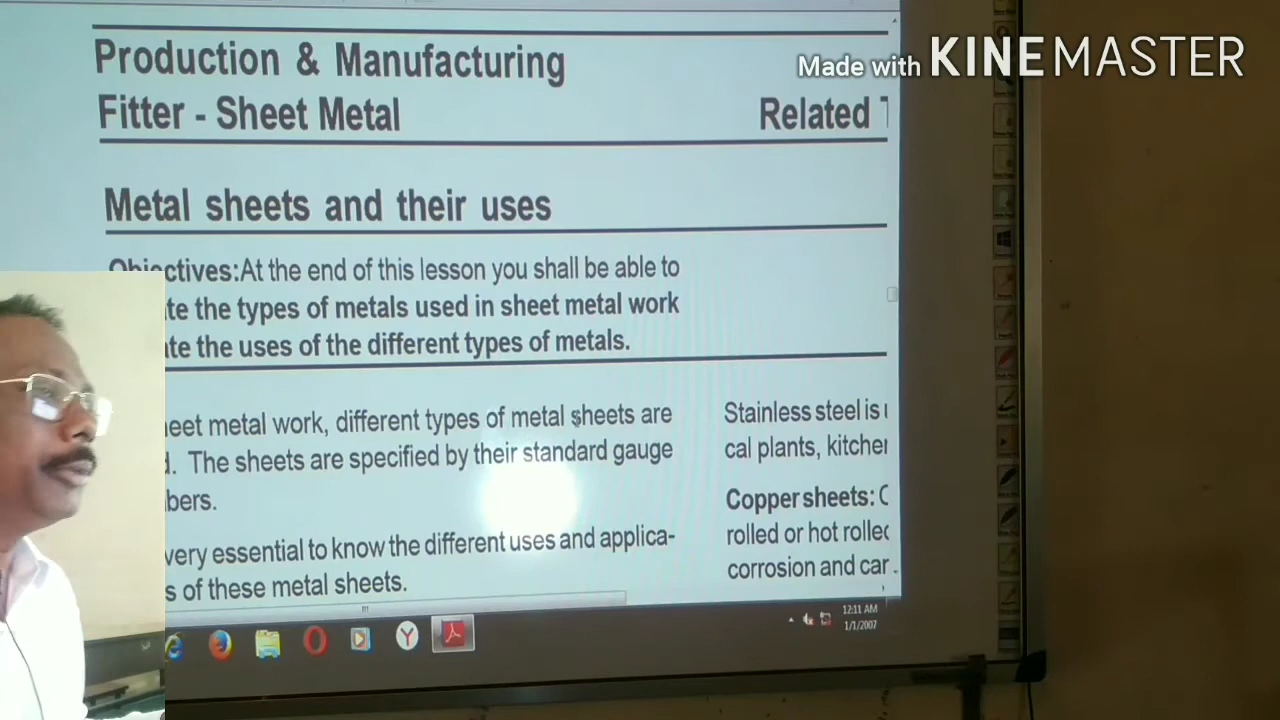 Production & Manufacturing
Fitter - Sheet Metal
Related
Made with KINEMASTER
Metal sheets and their uses
Objectives:At the end of this lesson you shall be able to
te the types of metals used in sheet metal work
te the uses of the different types of metals.
eet metal work, different types of metal sheets are
. The sheets are specified by their standard gauge
bers.
very essential to know the different uses and applica-
s of these metal sheets.
Stainless steel is
cal plants, kitchen
Copper sheets: C
rolled or hot rolled
corrosion and car
12:11 AM
1/1/2007